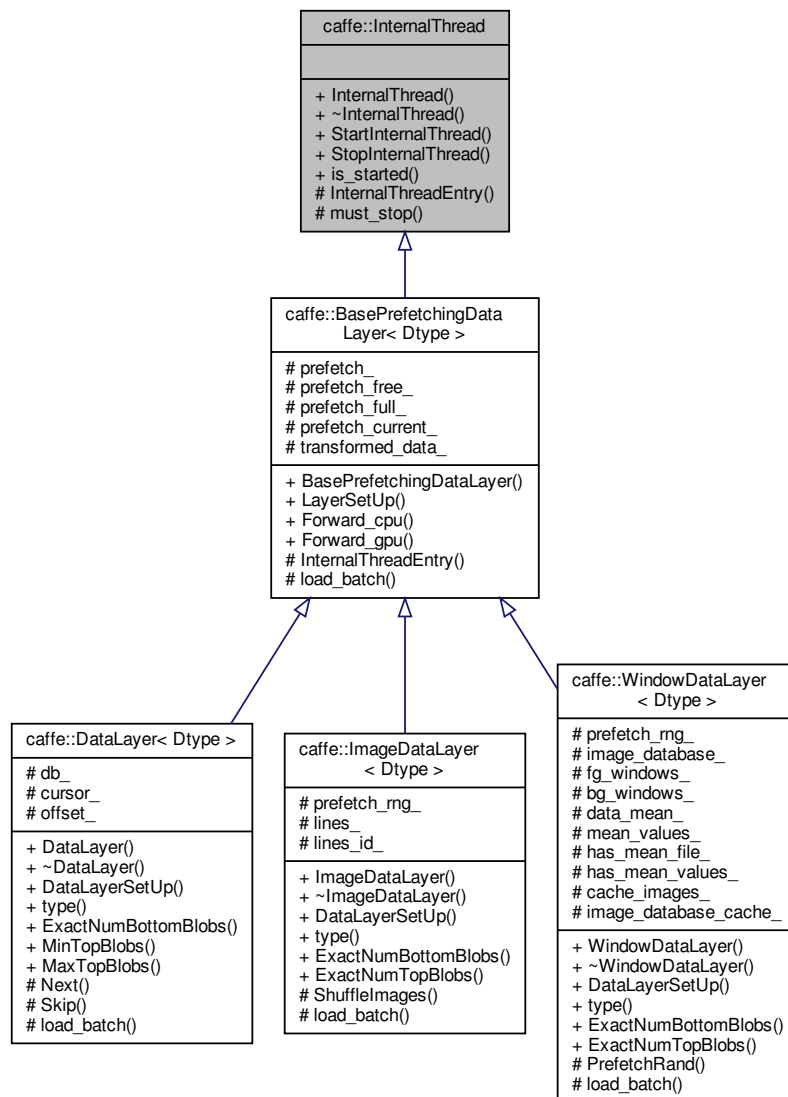 caffe::InternalThread
+ InternalThread()
+ ~InternalThread()
+ StartInternalThread()
+ StopInternalThread()
+ is_started()
# InternalThreadEntry()
# must_stop()
caffe::BasePrefetchingData
Layer< Dtype >
# prefetch_
# prefetch_free_
# prefetch_full_
# prefetch_current_
# transformed_data_
+ BasePrefetchingDataLayer()
+ LayerSetUp()
+ Forward_cpu()
+ Forward_gpu()
# InternalThreadEntry()
# load_batch()
caffe::DataLayer< Dtype >
# db_
# cursor_
# offset_
+ DataLayer()
+ ~DataLayer()
+ DataLayerSetUp()
+ type()
+ ExactNumBottomBlobs()
+ MinTopBlobs()
+ MaxTopBlobs()
# Next()
# Skip()
# load_batch()
caffe::ImageDataLayer
< Dtype >
# prefetch_rng_
# lines_
# lines_id_
+ ImageDataLayer()
+ ~ImageDataLayer()
+ DataLayerSetUp()
+ type()
+ ExactNumBottomBlobs()
+ ExactNumTopBlobs()
# ShuffleImages()
# load_batch()
caffe::WindowDataLayer
< Dtype >
# prefetch_rng_
# image_database_
# fg_windows_
# bg_windows_
# data_mean_
# mean_values_
# has_mean_file_
# has_mean_values_
# cache_images_
# image_database_cache_
+ WindowDataLayer()
+ ~WindowDataLayer()
+ DataLayerSetUp()
+ type()
+ ExactNumBottomBlobs()
+ ExactNumTopBlobs()
# PrefetchRand()
# load_batch()